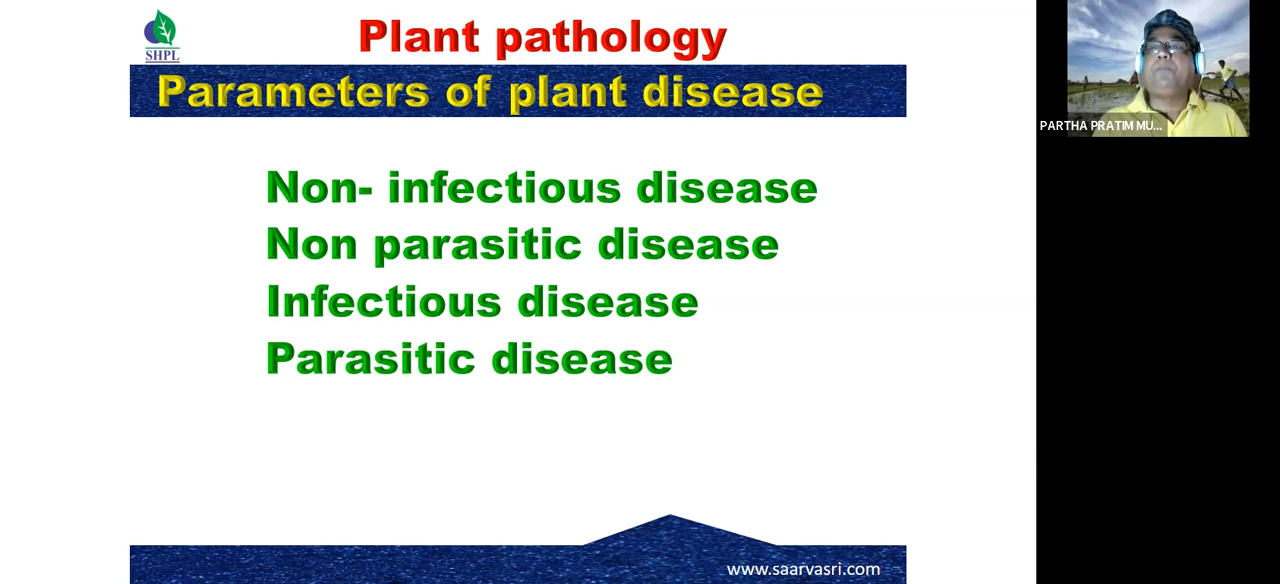 SHPL
Plant pathology
Parameters of plant disease
Non- infectious disease
Non parasitic disease
Infectious disease
Parasitic disease
www.saarvasri.com
PARTHA PRATIM MU...